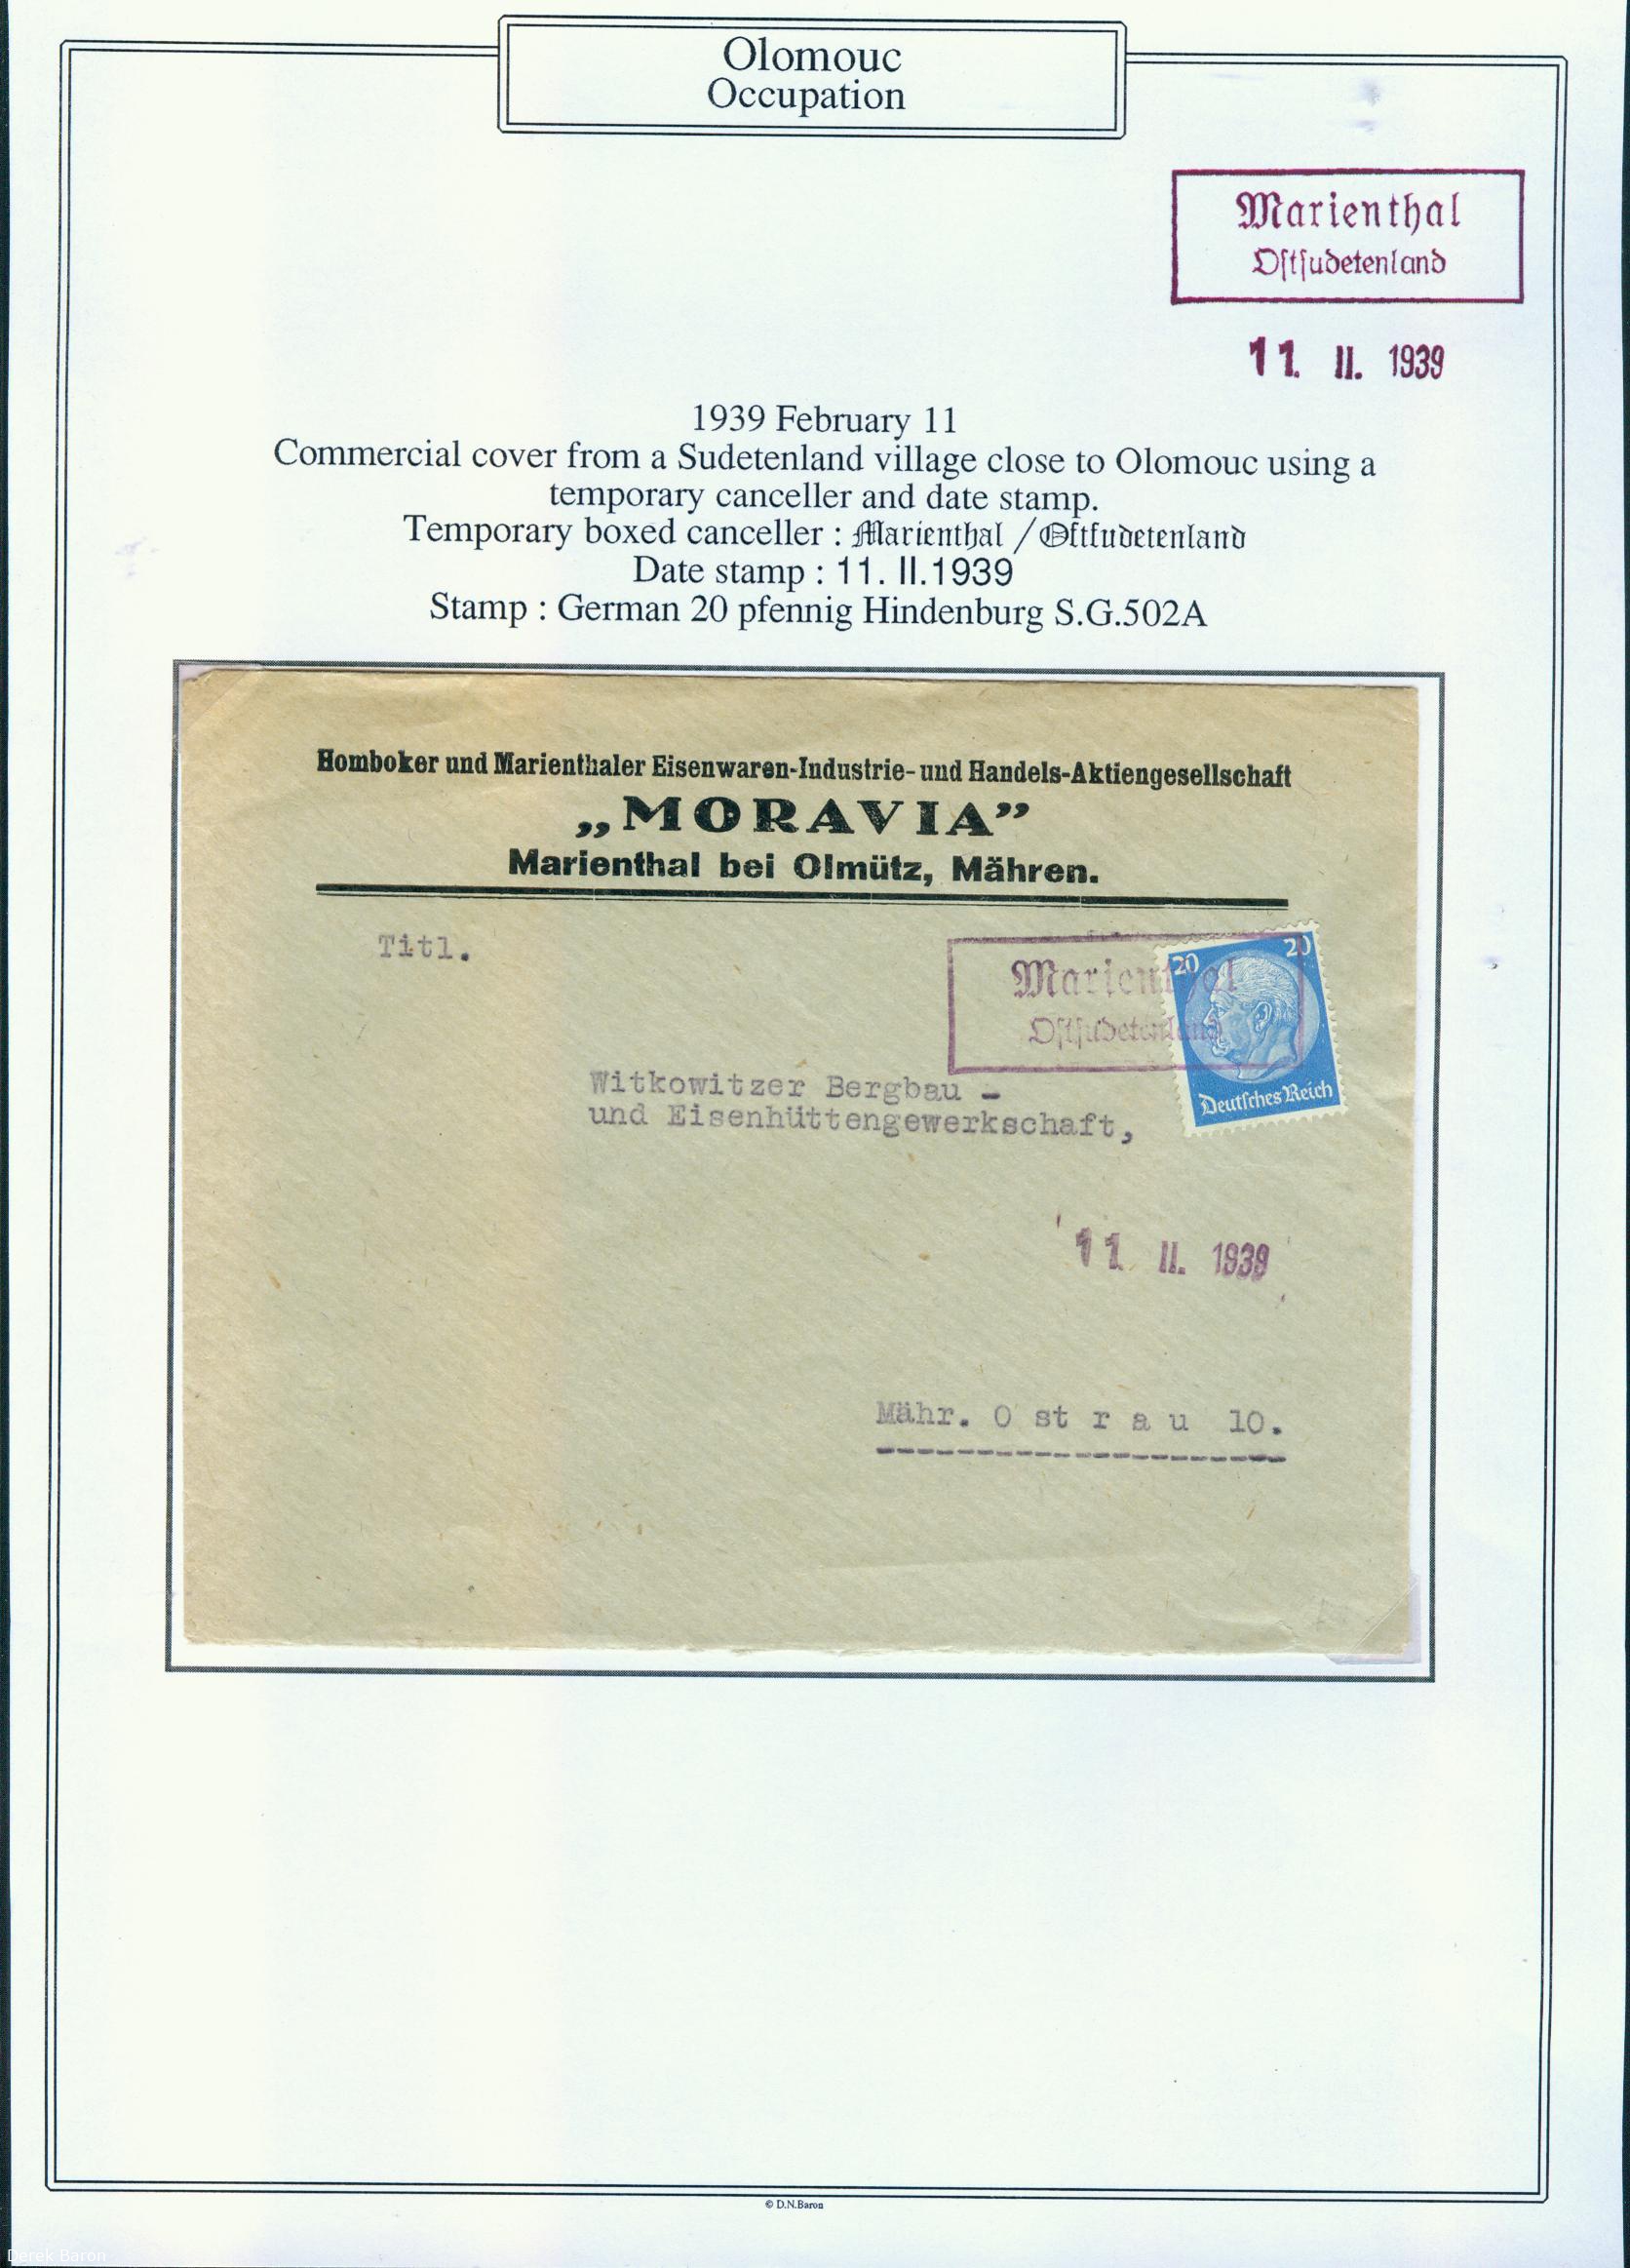 Olomouc
Occupation
Marienthal
Oſtſudetenland
11. II. 1939
1939 February 11
Commercial cover from a Sudetenland village close to Olomouc using a
temporary canceller and date stamp.
Temporary boxed canceller : Marienthal / Oſtſudetenland
Date stamp : 11. II.1939
Stamp : German 20 pfennig Hindenburg S.G.502A
Homboker und Marienthaler Eisenwaren-Industrie- und Handels-Aktiengesellschaft
„MORAVIA”
Marienthal bei Olmütz, Mähren.
Titl.
Marienthal
Oſtſudetenland
20 20
Deutſches Reich
Witkowitzer Bergbau -
und Eisenhüttengewerkschaft,
11. II. 1939
Mähr. O st r a u 10.
© D.N.Baron
Derek Baron